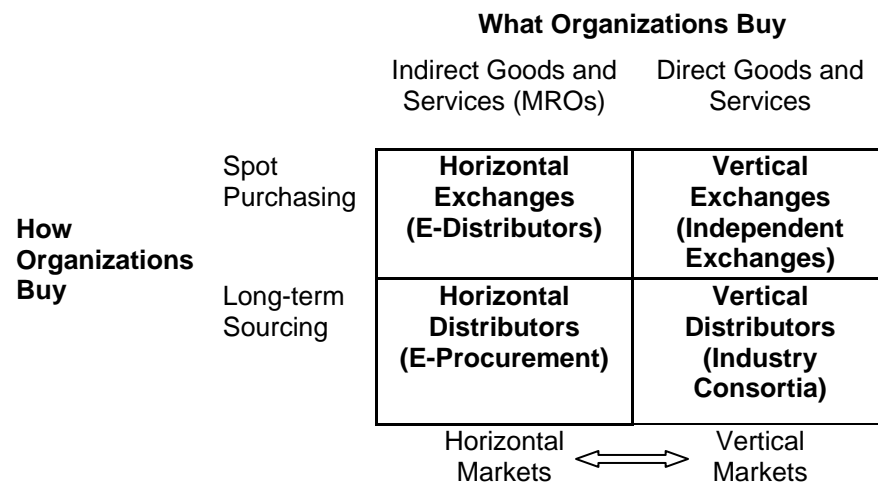 What Organizations Buy
Indirect Goods and
Services (MROs)
Direct Goods and
Services
How
Organizations
Buy
Spot
Purchasing
Horizontal
Exchanges
(E-Distributors)
Vertical
Exchanges
(Independent
Exchanges)
Long-term
Sourcing
Horizontal
Distributors
(E-Procurement)
Vertical
Distributors
(Industry
Consortia)
Horizontal
Markets
Vertical
Markets